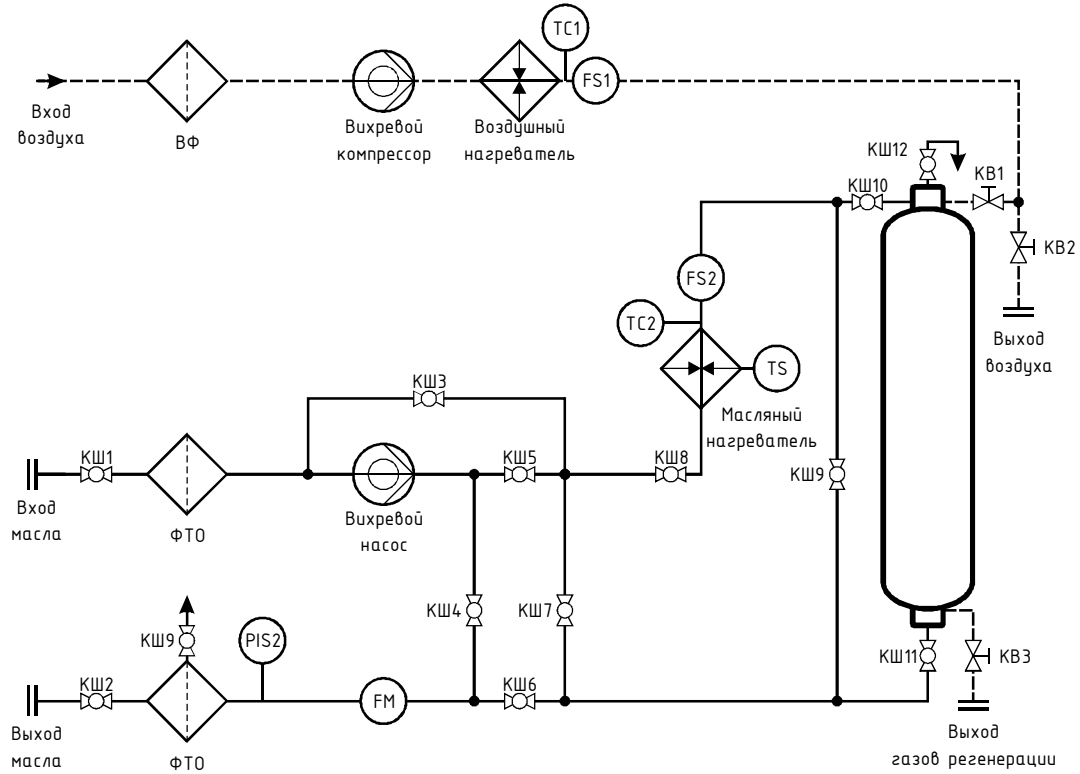 TC1
FS1
Вход
воздуха
ВФ
Вихревой
компрессор
Воздушный
нагреватель
КШ12
КВ1
КШ10
КВ2
FS2
TC2
TS
Выход
воздуха
Масляный
нагреватель
КШ3
КШ1
КШ5
КШ8
КШ9
Вход
масла
ФТО
Вихревой
насос
КШ4
КШ7
КШ9
PIS2
КШ11
КВ3
КШ2
FM
КШ6
Выход
масла
ФТО
Выход
газов регенерации